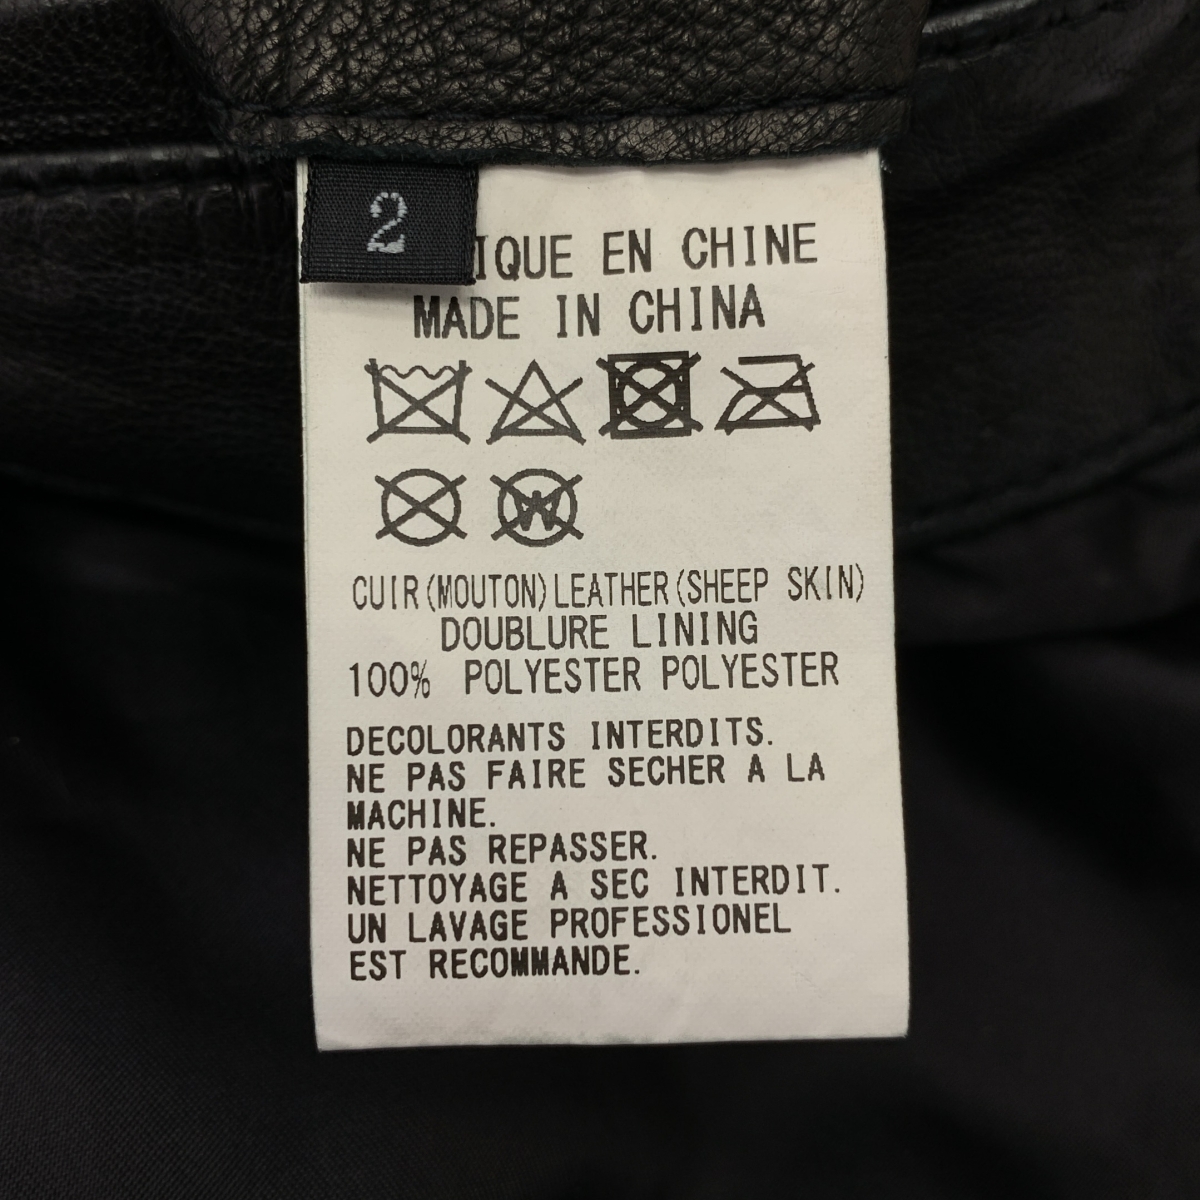 2
IQUE EN CHINE
MADE IN CHINA
W
CUIR(MOUTON)LEATHER(SHEEP SKIN)
DOUBLURE LINING
100% POLYESTER POLYESTER
DECOLORANTS INTERDITS.
NE PAS FAIRE SECHER A LA
MACHINE.
NE PAS REPASSER.
NETTOYAGE A SEC INTERDIT.
UN LAVAGE PROFESSIONEL
EST RECOMMANDE.